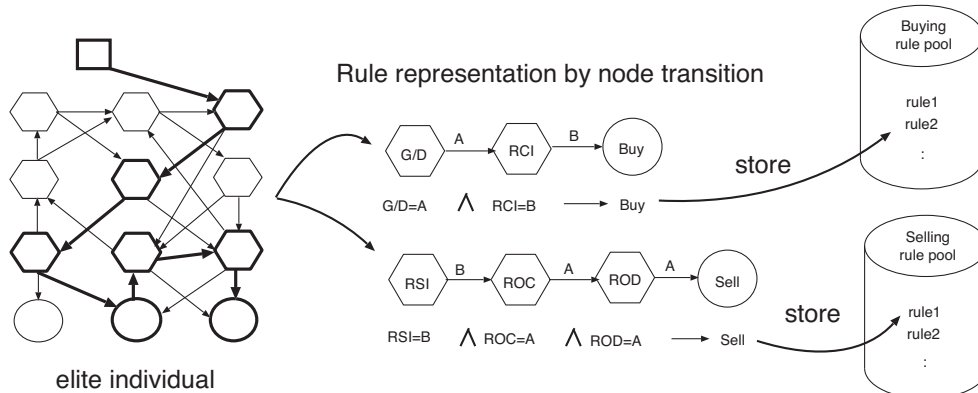 Buying
rule pool
rule1
rule2
:
Rule representation by node transition
G/D
A
RCI
B
Buy
G/D=A ∧ RCI=B → Buy
store
RSI
B
ROC
A
ROD
A
Sell
RSI=B ∧ ROC=A ∧ ROD=A → Sell
store
Selling
rule pool
rule1
rule2
:
elite individual